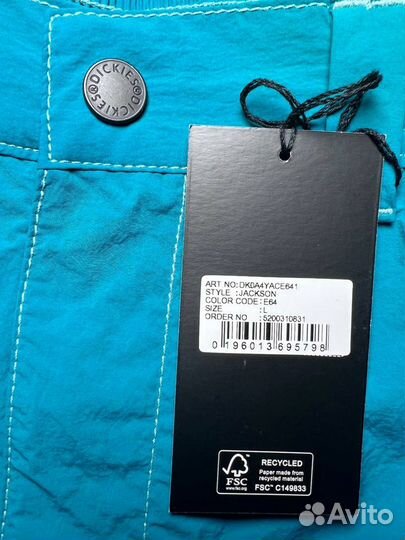 DICKIES®DICKIES®
ART NO:DK0A4YACE641
STYLE :JACKSON
COLOR CODE:E64
SIZE :L
ORDER NO :5200310831
0 196013 695798
FSC
www.fsc.org
RECYCLED
Paper made from
recycled material
FSC™ C149833
Avito